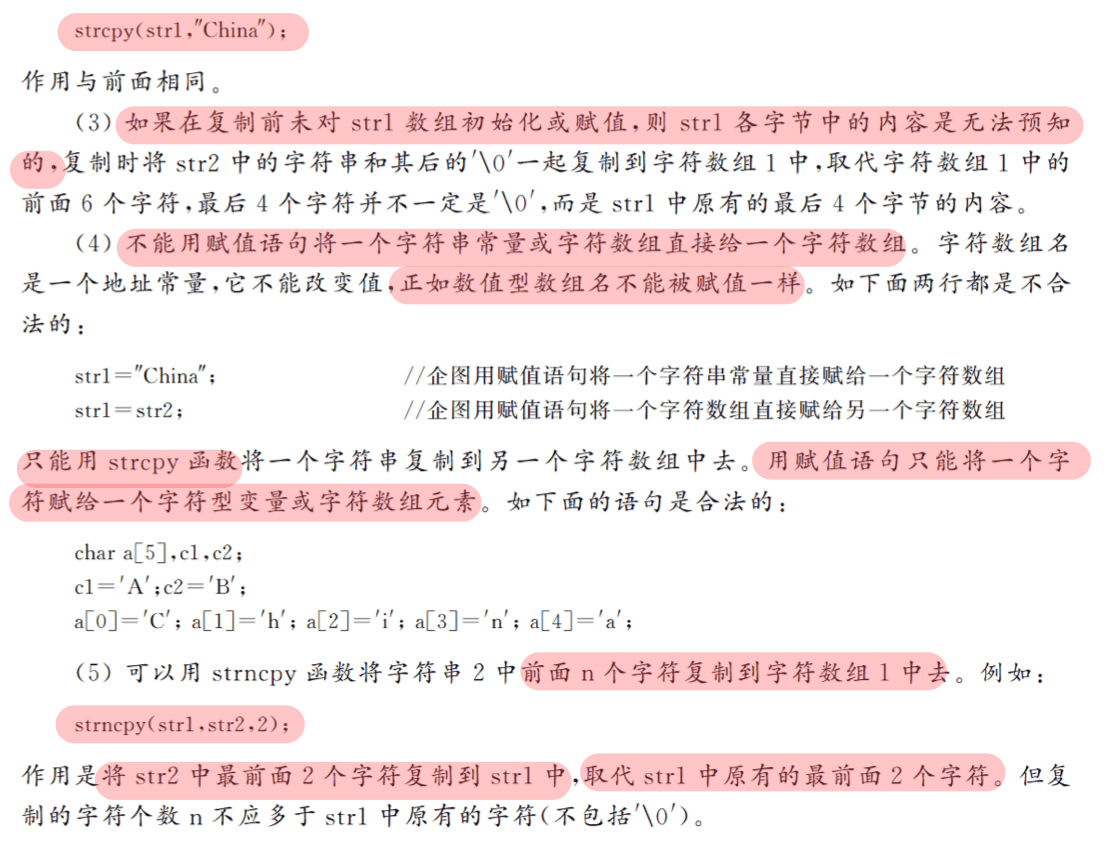 strcpy(str1,"China");
作用与前面相同。
(3) 如果在复制前未对 str1 数组初始化或赋值,则 str1 各字节中的内容是无法预知
的,复制时将 str2 中的字符串和其后的'\0'一起复制到字符数组 1 中,取代字符数组 1 中的
前面 6 个字符,最后 4 个字符并不一定是'\0',而是 str1 中原有的最后 4 个字节的内容。
(4) 不能用赋值语句将一个字符串常量或字符数组直接给一个字符数组。字符数组名
是一个地址常量,它不能改变值,正如数值型数组名不能被赋值一样。如下面两行都是不合
法的:
str1="China"; //企图用赋值语句将一个字符串常量直接赋给一个字符数组
str1=str2; //企图用赋值语句将一个字符数组直接赋给另一个字符数组
只能用 strcpy 函数将一个字符串复制到另一个字符数组中去。用赋值语句只能将一个字
符赋给一个字符型变量或字符数组元素。如下面的语句是合法的:
char a[5],c1,c2;
c1='A';c2='B';
a[0]='C'; a[1]='h'; a[2]='i'; a[3]='n'; a[4]='a';
(5) 可以用 strncpy 函数将字符串 2 中前面 n 个字符复制到字符数组 1 中去。例如:
strncpy(str1,str2,2);
作用是将 str2 中最前面 2 个字符复制到 str1 中,取代 str1 中原有的最前面 2 个字符。但复
制的字符个数 n 不应多于 str1 中原有的字符(不包括'\0')。